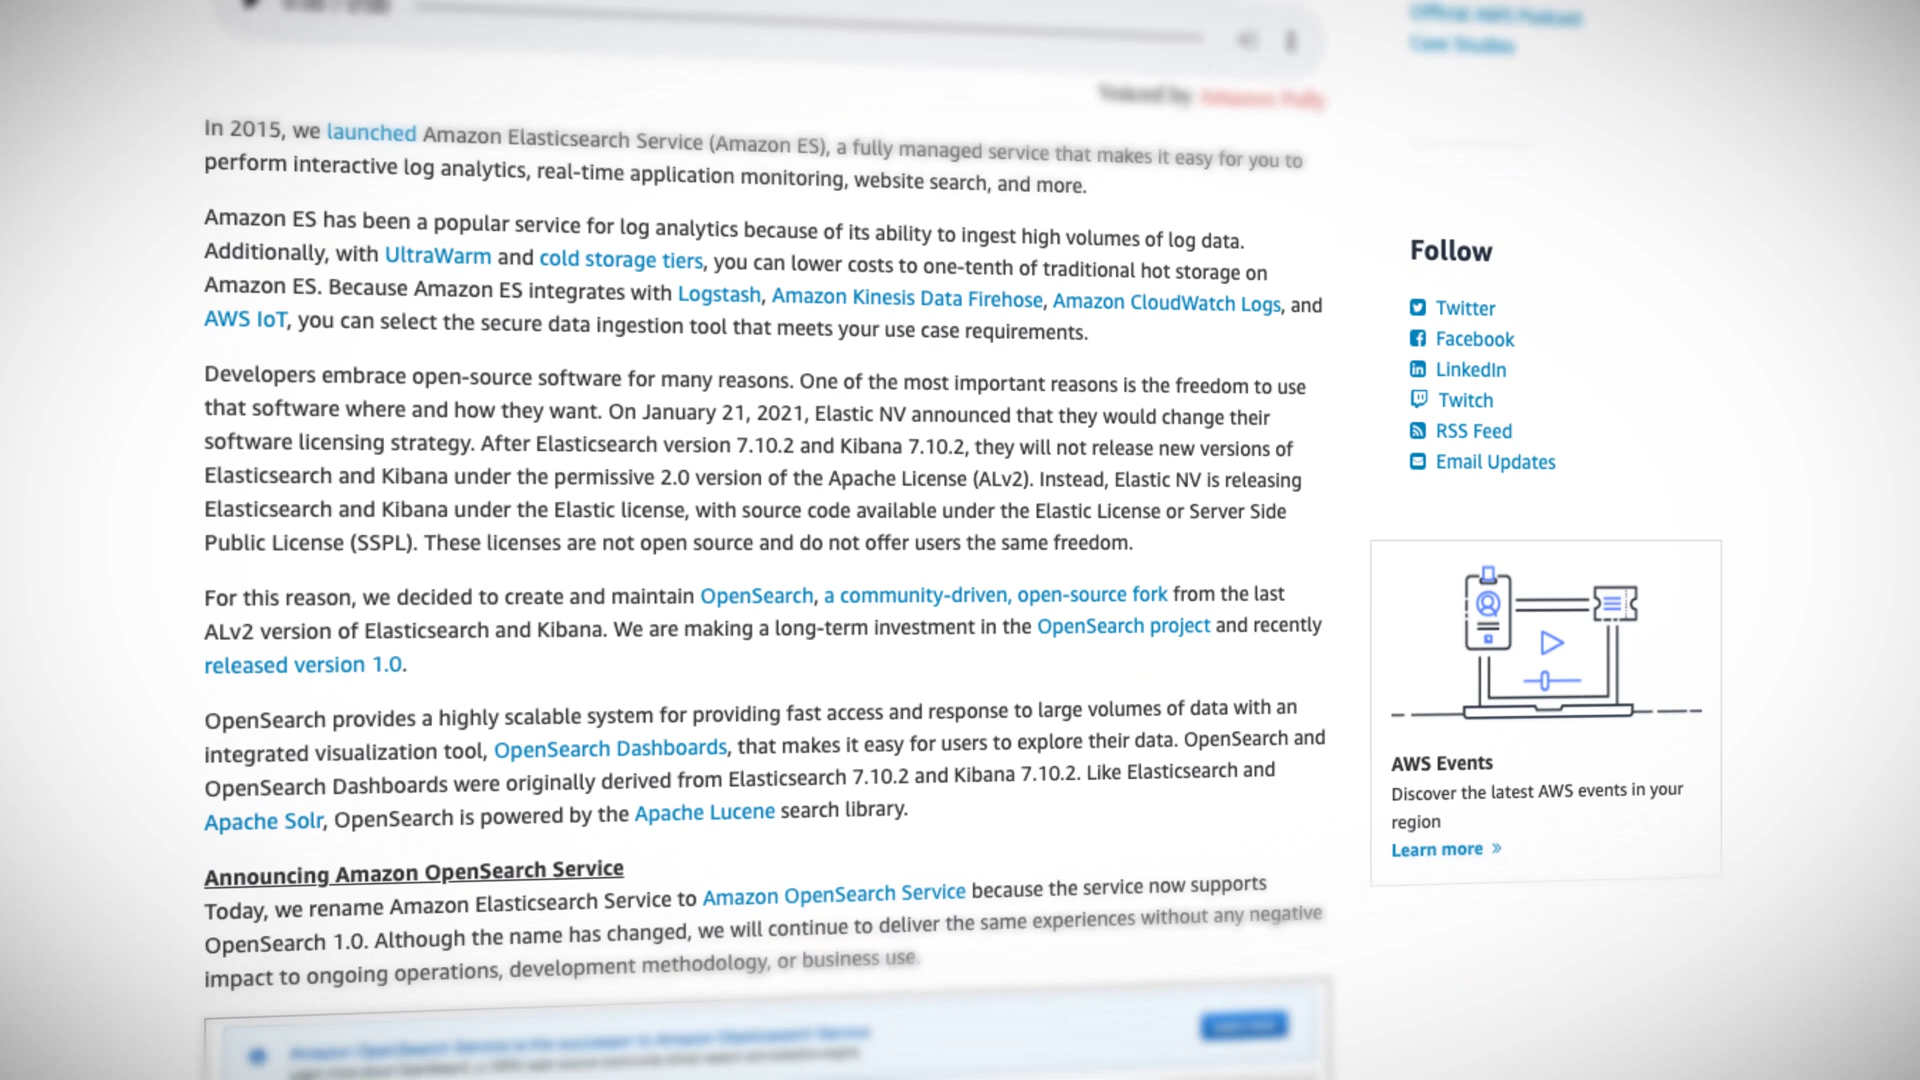 Official AWS Podcast
Case Studies
Voiced by Amazon Polly
In 2015, we launched Amazon Elasticsearch Service (Amazon ES), a fully managed service that makes it easy for you to
perform interactive log analytics, real-time application monitoring, website search, and more.
Amazon ES has been a popular service for log analytics because of its ability to ingest high volumes of log data.
Additionally, with UltraWarm and cold storage tiers, you can lower costs to one-tenth of traditional hot storage on
Amazon ES. Because Amazon ES integrates with Logstash, Amazon Kinesis Data Firehose, Amazon CloudWatch Logs, and
AWS IoT, you can select the secure data ingestion tool that meets your use case requirements.
Developers embrace open-source software for many reasons. One of the most important reasons is the freedom to use
that software where and how they want. On January 21, 2021, Elastic NV announced that they would change their
software licensing strategy. After Elasticsearch version 7.10.2 and Kibana 7.10.2, they will not release new versions of
Elasticsearch and Kibana under the permissive 2.0 version of the Apache License (ALv2). Instead, Elastic NV is releasing
Elasticsearch and Kibana under the Elastic license, with source code available under the Elastic License or Server Side
Public License (SSPL). These licenses are not open source and do not offer users the same freedom.
For this reason, we decided to create and maintain OpenSearch, a community-driven, open-source fork from the last
ALv2 version of Elasticsearch and Kibana. We are making a long-term investment in the OpenSearch project and recently
released version 1.0.
OpenSearch provides a highly scalable system for providing fast access and response to large volumes of data with an
integrated visualization tool, OpenSearch Dashboards, that makes it easy for users to explore their data. OpenSearch and
OpenSearch Dashboards were originally derived from Elasticsearch 7.10.2 and Kibana 7.10.2. Like Elasticsearch and
Apache Solr, OpenSearch is powered by the Apache Lucene search library.
Announcing Amazon OpenSearch Service
Today, we rename Amazon Elasticsearch Service to Amazon OpenSearch Service because the service now supports
OpenSearch 1.0. Although the name has changed, we will continue to deliver the same experiences without any negative
impact to ongoing operations, development methodology, or business use.
Amazon OpenSearch Service is the successor to Amazon Elasticsearch Service
Follow
Twitter
Facebook
LinkedIn
Twitch
RSS Feed
Email Updates
AWS Events
Discover the latest AWS events in your
region
Learn more »